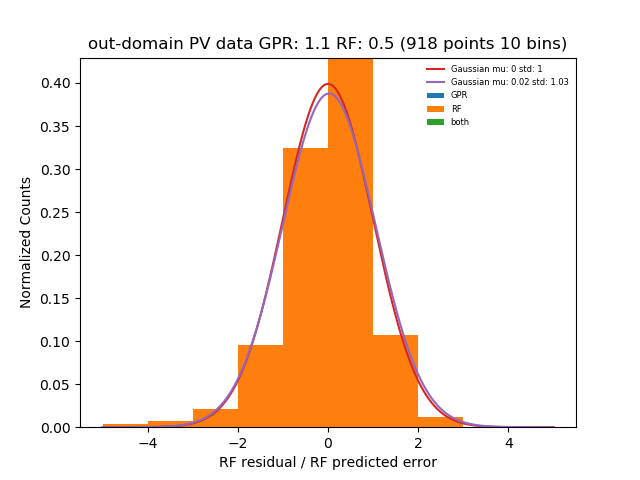 out-domain PV data GPR: 1.1 RF: 0.5 (918 points 10 bins)
Gaussian mu: 0 std: 1
Gaussian mu: 0.02 std: 1.03
GPR
RF
both
Normalized Counts
0.40
0.35
0.30
0.25
0.20
0.15
0.10
0.05
0.00
−4
−2
0
2
4
RF residual / RF predicted error